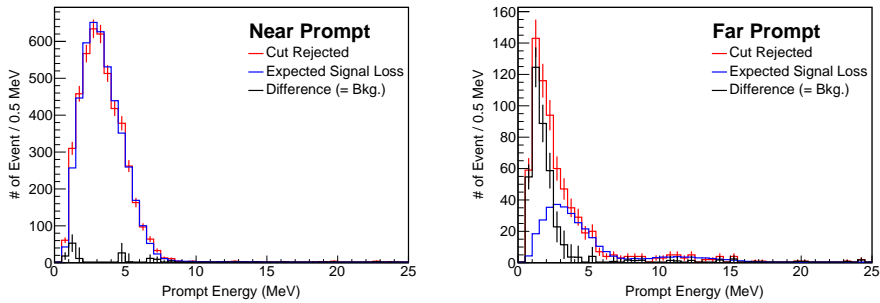 Near Prompt
Cut Rejected
Expected Signal Loss
Difference (= Bkg.)
# of Event / 0.5 MeV
600
500
400
300
200
100
0
0 5 10 15 20 25
Prompt Energy (MeV)
Far Prompt
Cut Rejected
Expected Signal Loss
Difference (= Bkg.)
# of Event / 0.5 MeV
160
140
120
100
80
60
40
20
0
0 5 10 15 20 25
Prompt Energy (MeV)